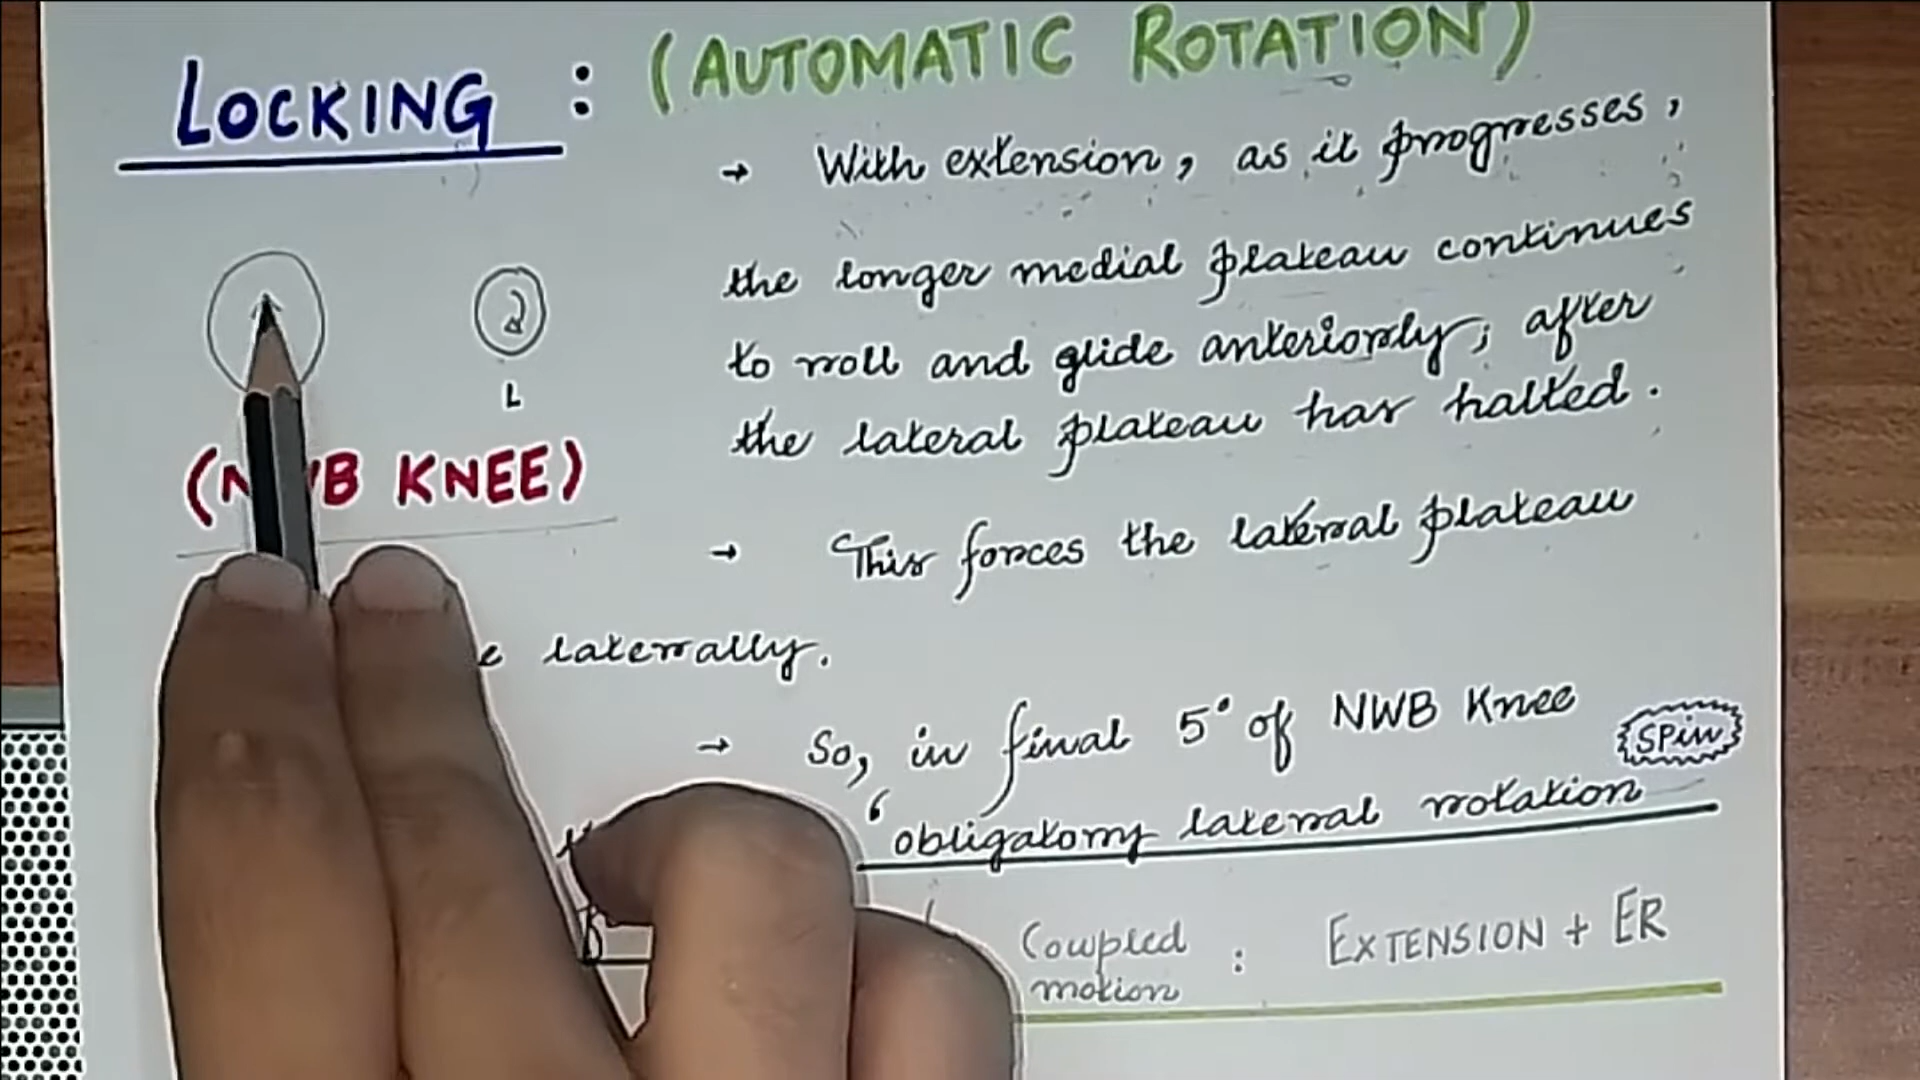 LOCKING : (AUTOMATIC ROTATION)
→ With extension, as it progresses,
the longer medial plateau continues
to roll and glide anteriorly; after
the lateral plateau has halted.
L
KNEE)
→ This forces the lateral plateau
laterally.
→ So, in final 5° of NWB Knee
SPIN
'obligatory lateral rotation
Coupled motion : EXTENSION + ER